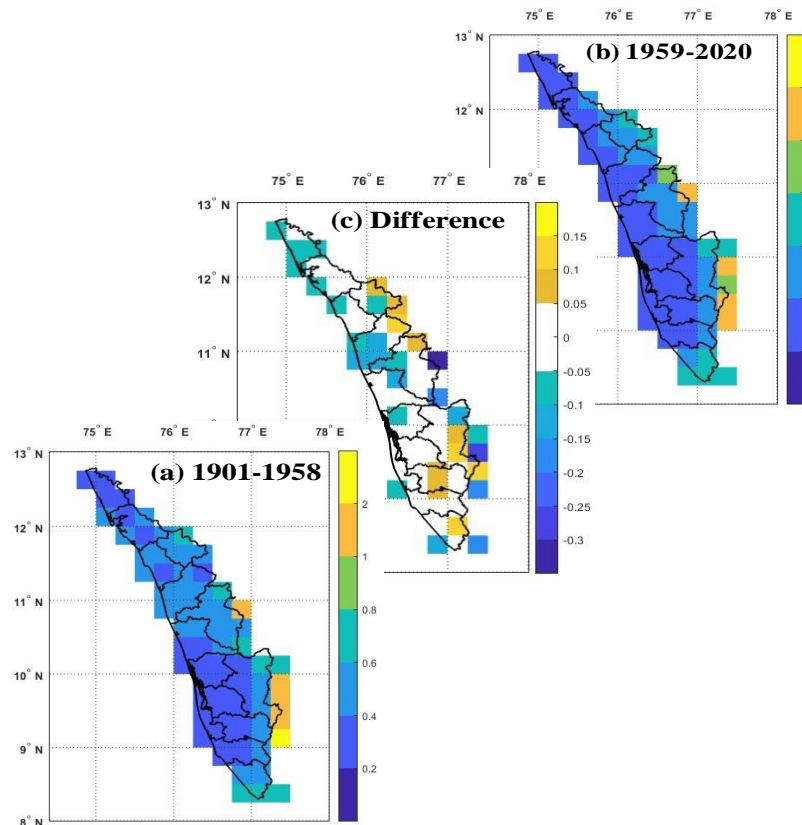 75° E 76° E 77° E 78° E
13° N
(b) 1959-2020
12° N
75° E 76° E 77° E 78° E
13° N
(c) Difference
12° N
11° N
0.15
0.1
0.05
0
-0.05
-0.1
-0.15
-0.2
-0.25
-0.3
75° E 76° E 77° E 78° E
13° N
(a) 1901-1958
12° N
11° N
10° N
9° N
8° N
2
1
0.8
0.6
0.4
0.2